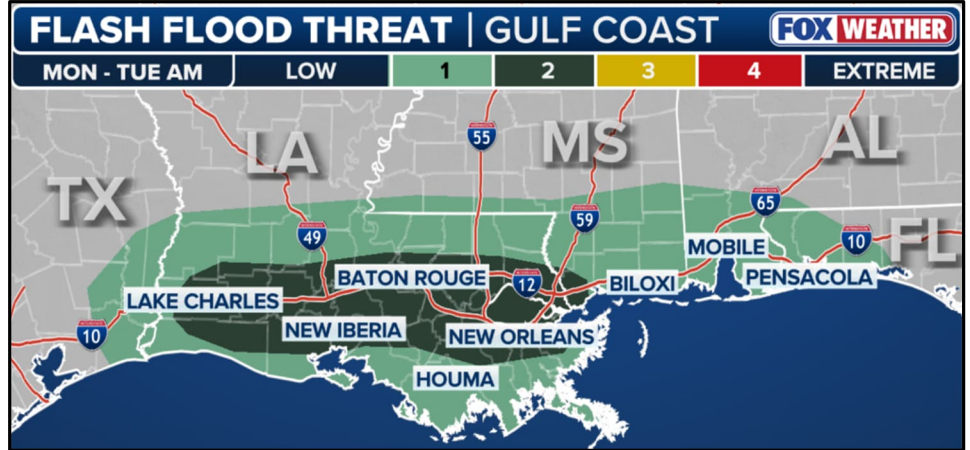 FLASH FLOOD THREAT | GULF COAST
FOX WEATHER
MON - TUE AM LOW 1 2 3 4 EXTREME
55
LA
MS
AL
TX
65
59
49
10
FL
MOBILE
BATON ROUGE
12
BILOXI
PENSACOLA
LAKE CHARLES
10
NEW IBERIA
NEW ORLEANS
HOUMA